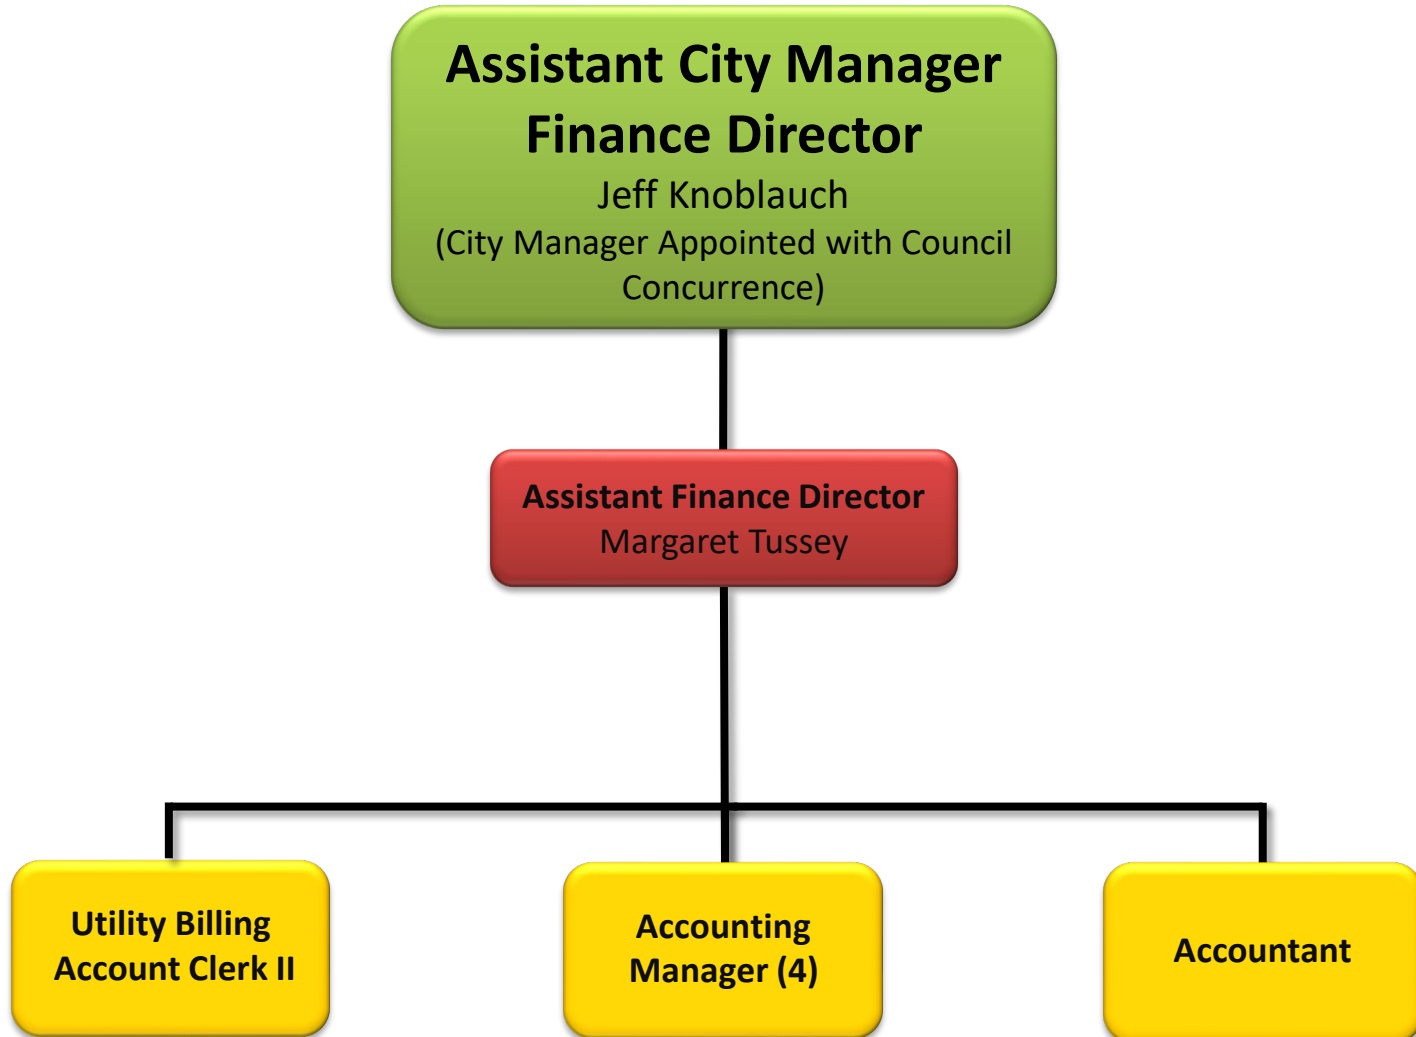 Assistant City Manager
Finance Director
Jeff Knoblauch
(City Manager Appointed with Council
Concurrence)
Assistant Finance Director
Margaret Tussey
Utility Billing
Account Clerk II
Accounting
Manager (4)
Accountant